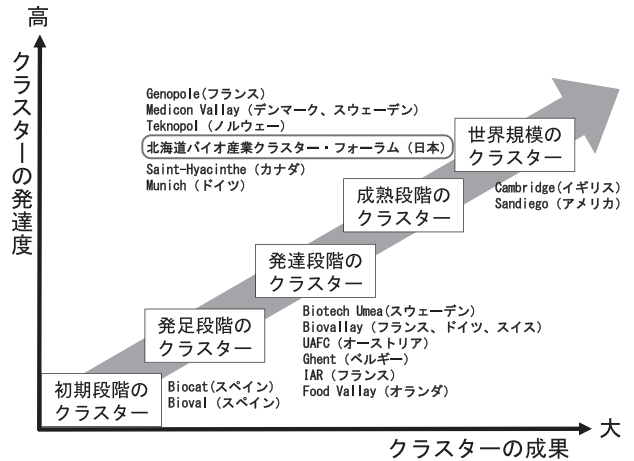 高
クラスターの発達度
Genopole(フランス)
Medicon Vallay (デンマーク、スウェーデン)
Teknopol (ノルウェー)
北海道バイオ産業クラスター・フォーラム (日本)
Saint-Hyacinthe (カナダ)
Munich (ドイツ)
世界規模の
クラスター
Cambridge(イギリス)
Sandiego (アメリカ)
成熟段階の
クラスター
発達段階の
クラスター
Biotech Umea(スウェーデン)
Biovallay (フランス、ドイツ、スイス)
UAFC (オーストリア)
Ghent (ベルギー)
IAR (フランス)
Food Vallay (オランダ)
発足段階の
クラスター
初期段階の
クラスター
Biocat(スペイン)
Bioval (スペイン)
大
クラスターの成果